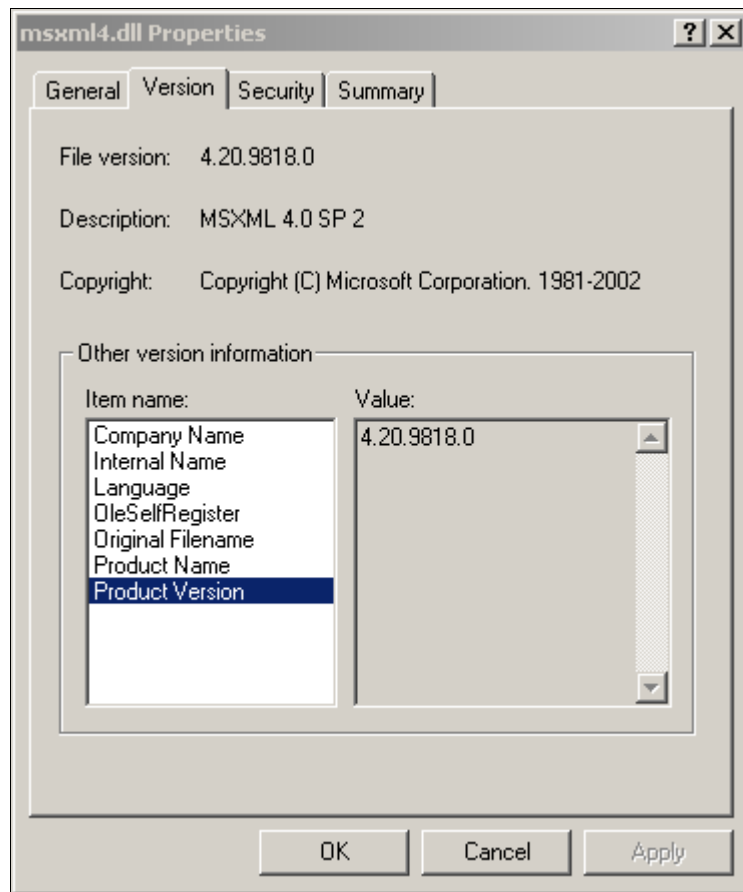 msxml4.dll Properties
? X
General Version Security Summary
File version: 4.20.9818.0
Description: MSXML 4.0 SP 2
Copyright: Copyright (C) Microsoft Corporation. 1981-2002
Other version information
Item name: Value:
Company Name 4.20.9818.0
Internal Name
Language
OleSelfRegister
Original Filename
Product Name
Product Version
OK Cancel Apply